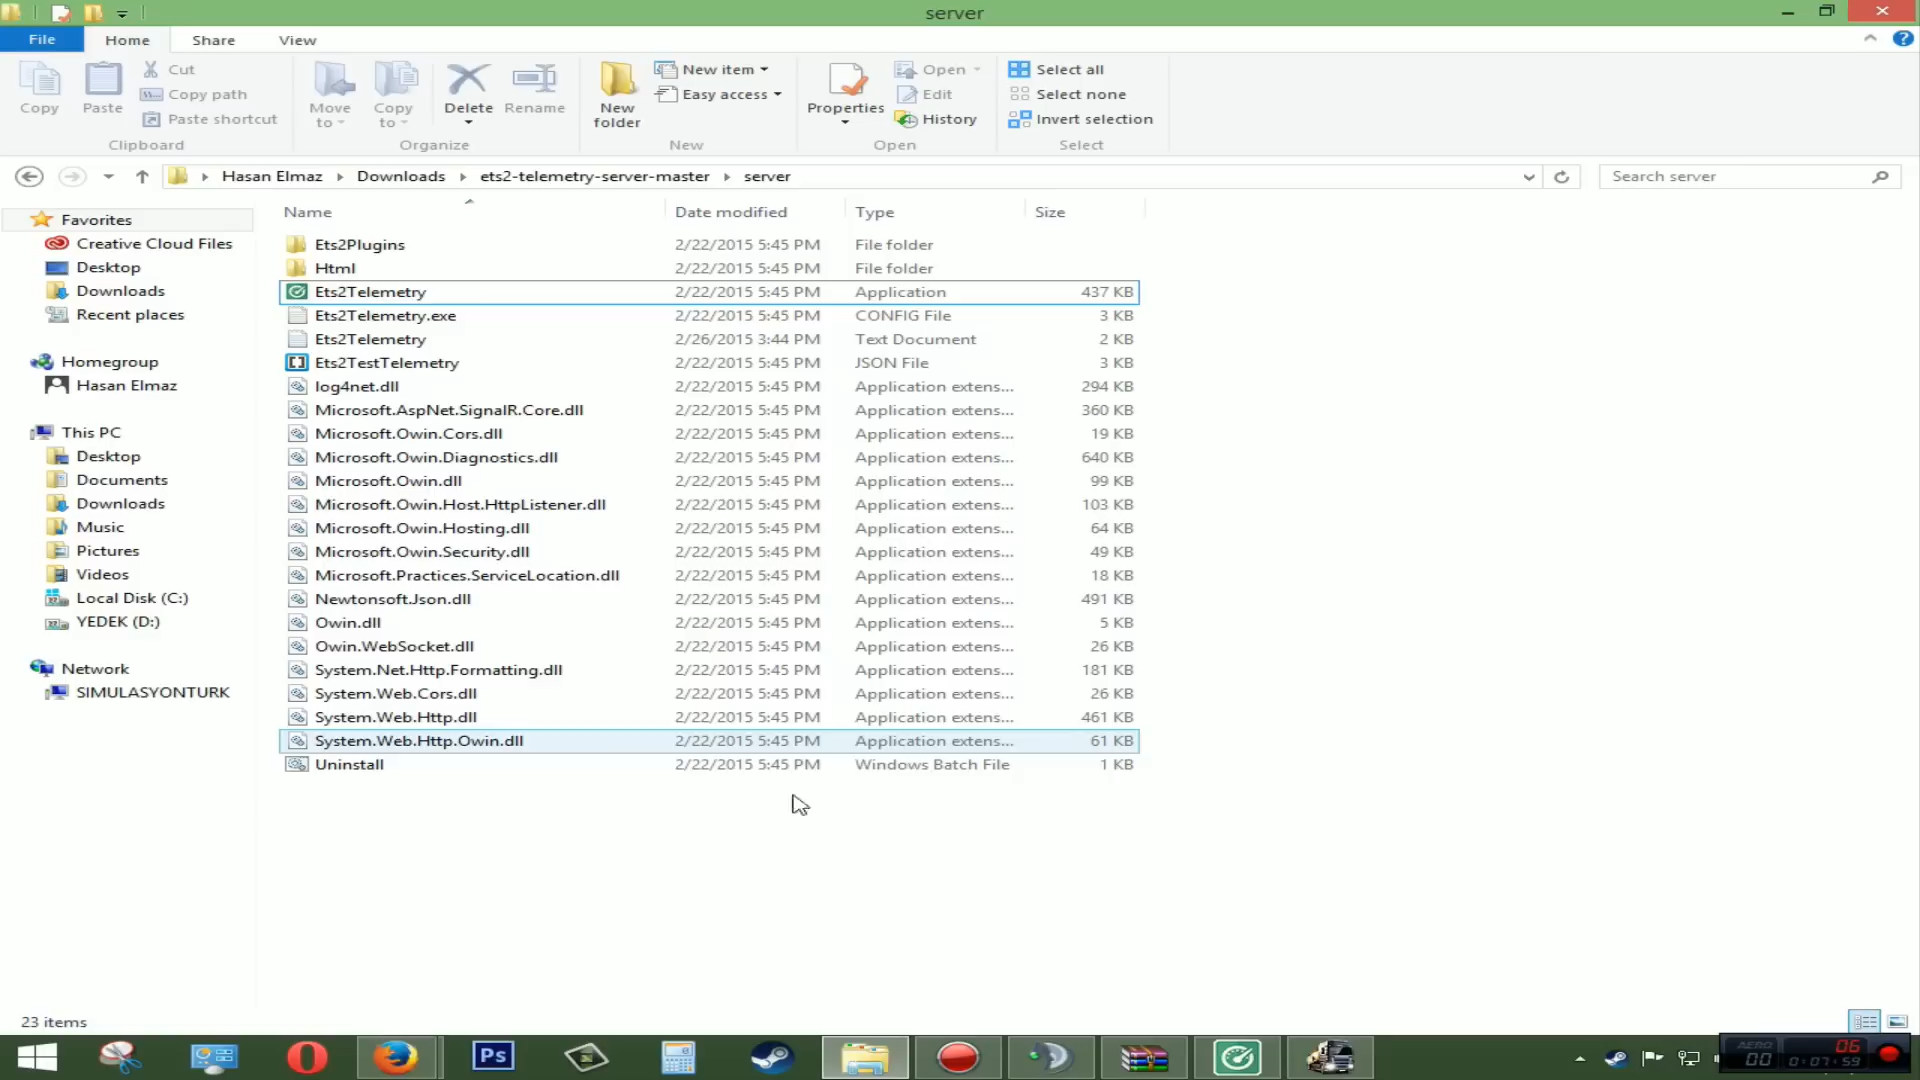 server
File
Home
Share
View
Copy
Paste
Cut
Copy path
Paste shortcut
Clipboard
Move to
Copy to
Delete
Rename
Organize
New folder
New item
Easy access
New
Properties
Open
Edit
History
Open
Select all
Select none
Invert selection
Select
Hasan Elmaz
Downloads
ets2-telemetry-server-master
server
Search server
Favorites
Creative Cloud Files
Desktop
Downloads
Recent places
Homegroup
Hasan Elmaz
This PC
Desktop
Documents
Downloads
Music
Pictures
Videos
Local Disk (C:)
YEDEK (D:)
Network
SIMULASYONTURK
Name Date modified Type Size
Ets2Plugins 2/22/2015 5:45 PM File folder
Html 2/22/2015 5:45 PM File folder
Ets2Telemetry 2/22/2015 5:45 PM Application 437 KB
Ets2Telemetry.exe 2/22/2015 5:45 PM CONFIG File 3 KB
Ets2Telemetry 2/26/2015 3:44 PM Text Document 2 KB
Ets2TestTelemetry 2/22/2015 5:45 PM JSON File 3 KB
log4net.dll 2/22/2015 5:45 PM Application extens... 294 KB
Microsoft.AspNet.SignalR.Core.dll 2/22/2015 5:45 PM Application extens... 360 KB
Microsoft.Owin.Cors.dll 2/22/2015 5:45 PM Application extens... 19 KB
Microsoft.Owin.Diagnostics.dll 2/22/2015 5:45 PM Application extens... 640 KB
Microsoft.Owin.dll 2/22/2015 5:45 PM Application extens... 99 KB
Microsoft.Owin.Host.HttpListener.dll 2/22/2015 5:45 PM Application extens... 103 KB
Microsoft.Owin.Hosting.dll 2/22/2015 5:45 PM Application extens... 64 KB
Microsoft.Owin.Security.dll 2/22/2015 5:45 PM Application extens... 49 KB
Microsoft.Practices.ServiceLocation.dll 2/22/2015 5:45 PM Application extens... 18 KB
Newtonsoft.Json.dll 2/22/2015 5:45 PM Application extens... 491 KB
Owin.dll 2/22/2015 5:45 PM Application extens... 5 KB
Owin.WebSocket.dll 2/22/2015 5:45 PM Application extens... 26 KB
System.Net.Http.Formatting.dll 2/22/2015 5:45 PM Application extens... 181 KB
System.Web.Cors.dll 2/22/2015 5:45 PM Application extens... 26 KB
System.Web.Http.dll 2/22/2015 5:45 PM Application extens... 461 KB
System.Web.Http.Owin.dll 2/22/2015 5:45 PM Application extens... 61 KB
Uninstall 2/22/2015 5:45 PM Windows Batch File 1 KB
23 items
Ps
AERO
00
06
0:07:59